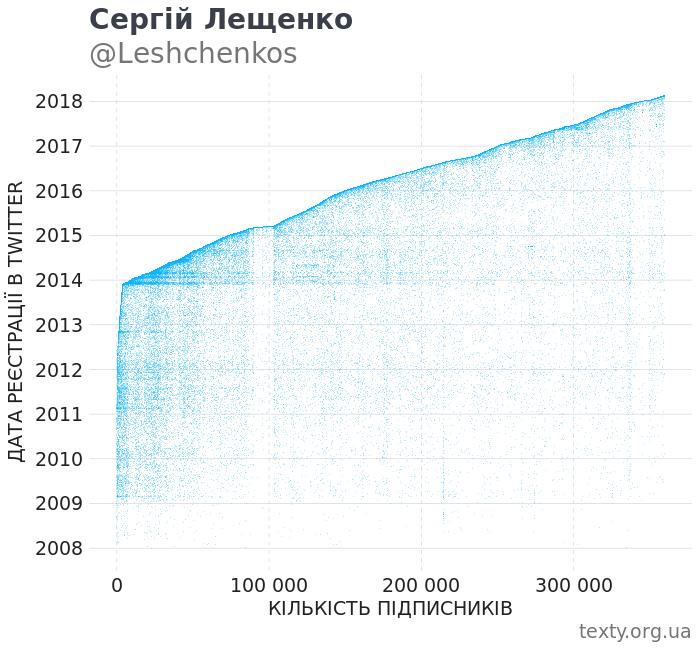 Сергій Лещенко
@Leshchenkos
ДАТА РЕЄСТРАЦІЇ В TWITTER
2018
2017
2016
2015
2014
2013
2012
2011
2010
2009
2008
0 100 000 200 000 300 000
КІЛЬКІСТЬ ПІДПИСНИКІВ
texty.org.ua